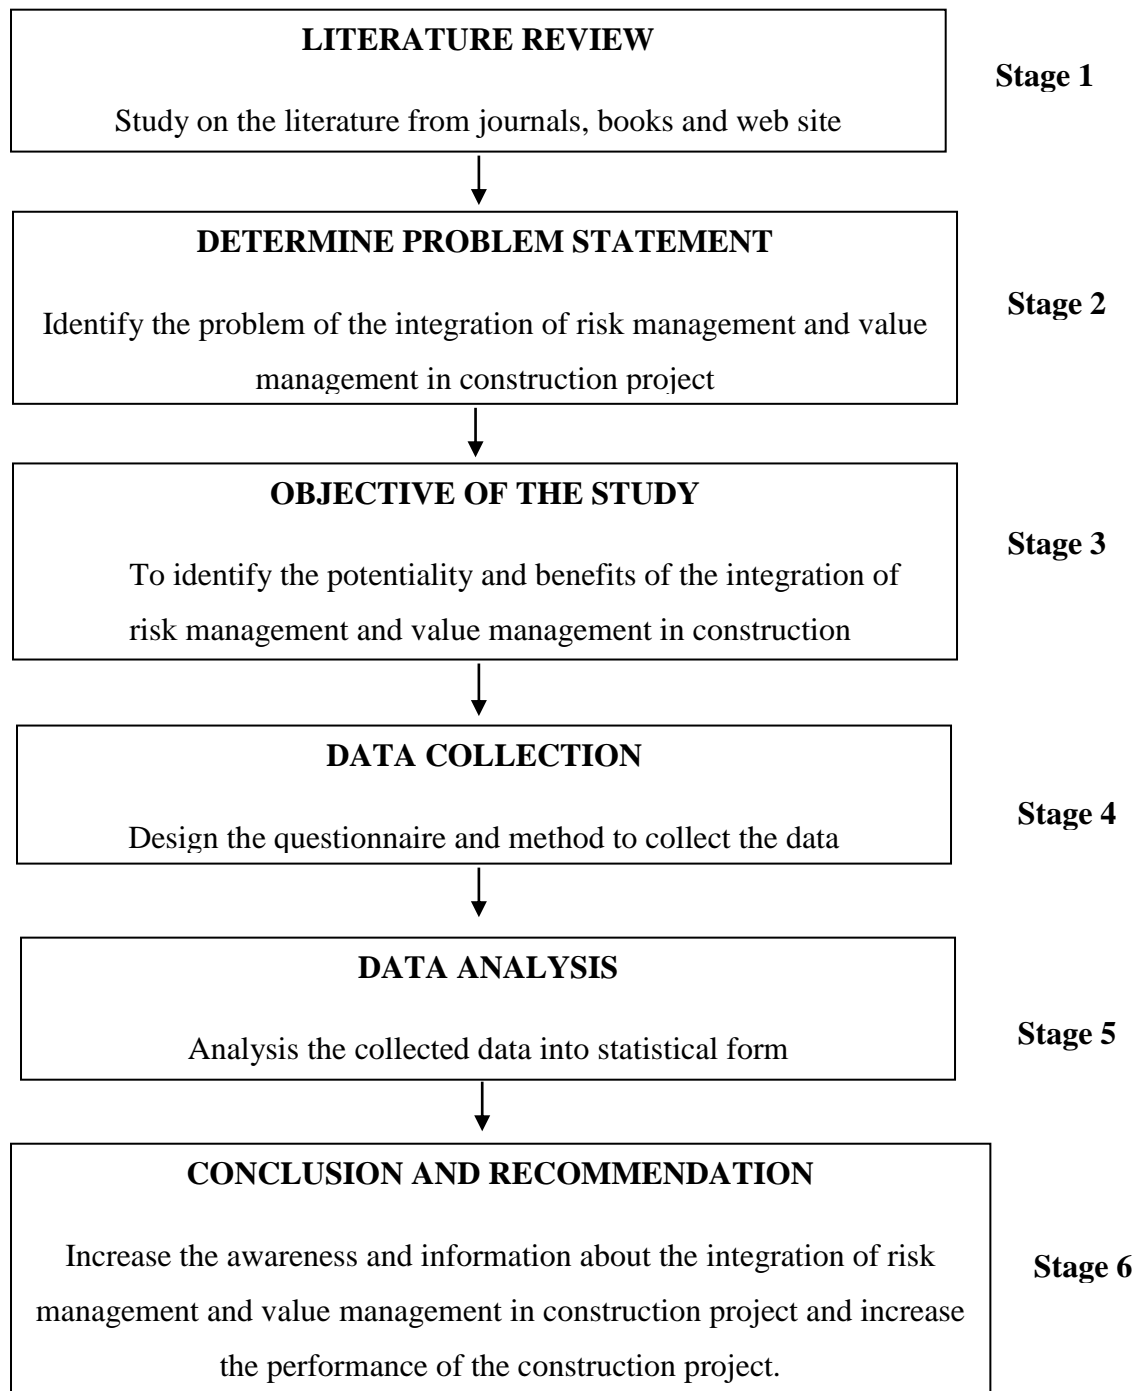 LITERATURE REVIEW
Stage 1
Study on the literature from journals, books and web site
DETERMINE PROBLEM STATEMENT
Stage 2
Identify the problem of the integration of risk management and value
management in construction project
OBJECTIVE OF THE STUDY
Stage 3
To identify the potentiality and benefits of the integration of
risk management and value management in construction
DATA COLLECTION
Stage 4
Design the questionnaire and method to collect the data
DATA ANALYSIS
Stage 5
Analysis the collected data into statistical form
CONCLUSION AND RECOMMENDATION
Stage 6
Increase the awareness and information about the integration of risk
management and value management in construction project and increase
the performance of the construction project.